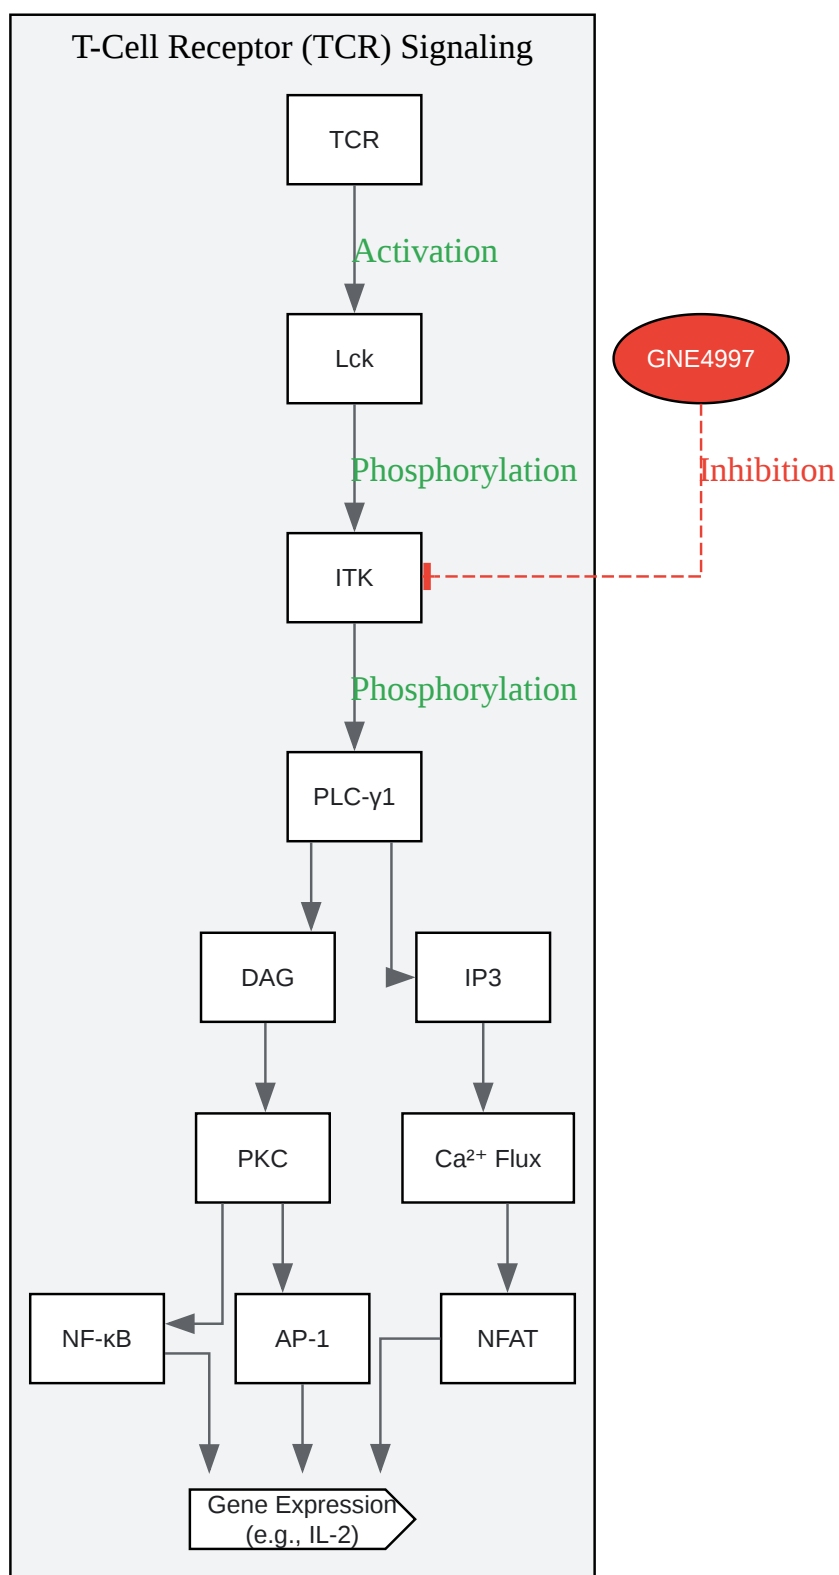 T-Cell Receptor (TCR) Signaling
TCR
Activation
Lck
GNE4997
Phosphorylation
Inhibition
ITK
Phosphorylation
PLC-γ1
DAG
IP3
PKC
Ca²⁺ Flux
NF-κB
AP-1
NFAT
Gene Expression
(e.g., IL-2)